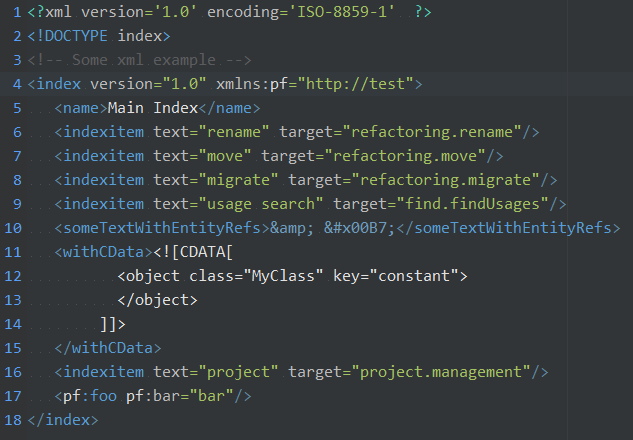 1 <?xml version='1.0' encoding='ISO-8859-1'  ?>
2 <!DOCTYPE index>
3 <!-- Some xml example -->
4 <index version="1.0" xmlns:pf="http://test">
5    <name>Main Index</name>
6    <indexitem text="rename" target="refactoring.rename"/>
7    <indexitem text="move" target="refactoring.move"/>
8    <indexitem text="migrate" target="refactoring.migrate"/>
9    <indexitem text="usage search" target="find.findUsages"/>
10    <someTextWithEntityRefs>&amp; &#x00B7;</someTextWithEntityRefs>
11    <withCData><![CDATA[
12           <object class="MyClass" key="constant">
13           </object>
14         ]]>
15    </withCData>
16    <indexitem text="project" target="project.management"/>
17    <pf:foo pf:bar="bar"/>
18 </index>